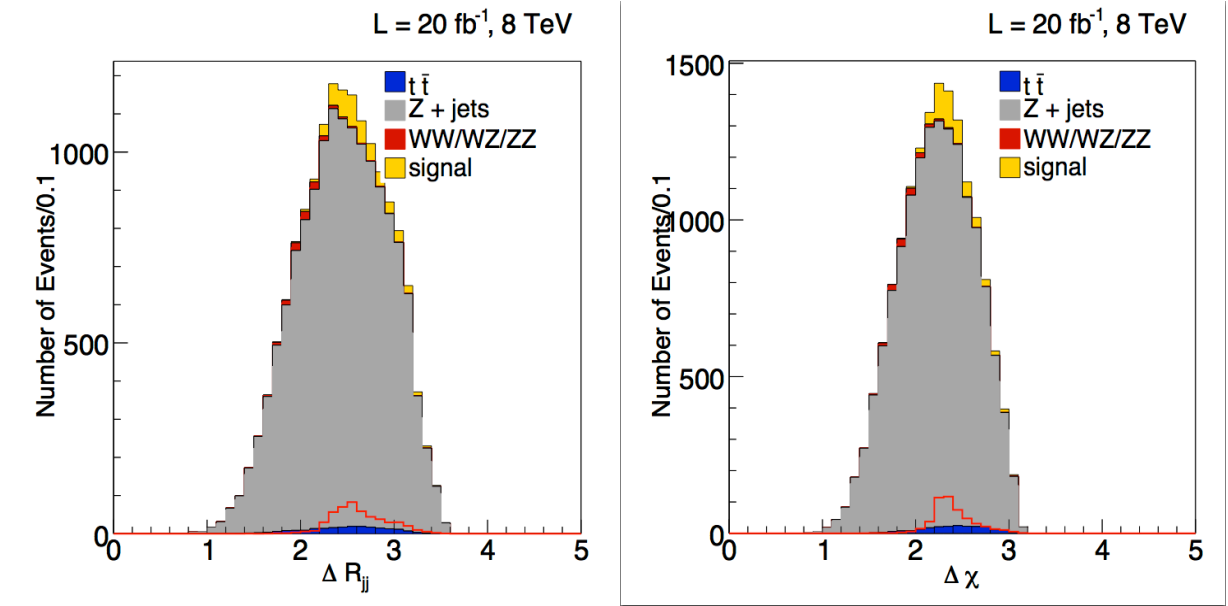 L = 20 fb-1, 8 TeV
t t̄
Z + jets
WW/WZ/ZZ
signal
Number of Events/0.1
1000
500
0
0 1 2 3 4 5
Δ Rjj
L = 20 fb-1, 8 TeV
t t̄
Z + jets
WW/WZ/ZZ
signal
Number of Events/0.1
1500
1000
500
0
0 1 2 3 4 5
Δ χ